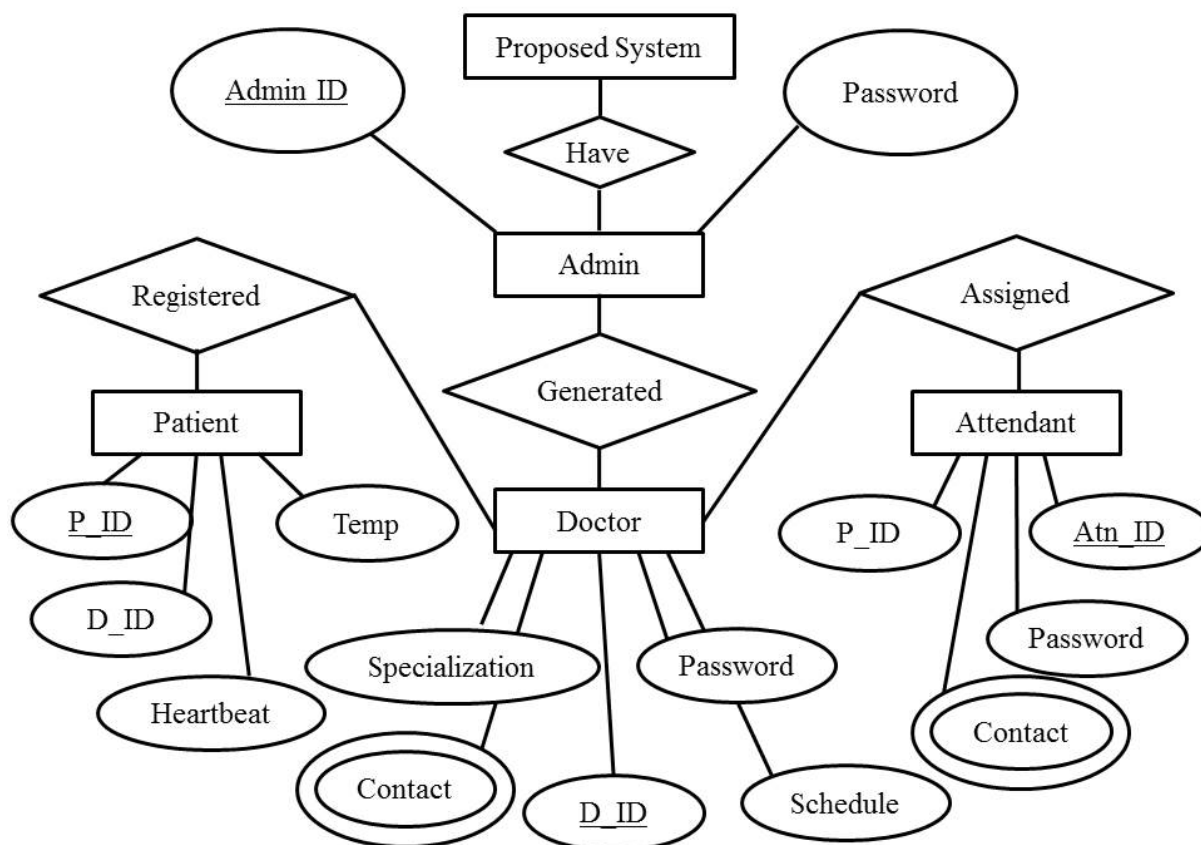 Proposed System
Admin ID
Password
Have
Admin
Registered
Assigned
Generated
Patient
Attendant
P_ID
Temp
Doctor
P_ID
Atn_ID
D_ID
Password
Specialization
Password
Heartbeat
Contact
Contact
D_ID
Schedule